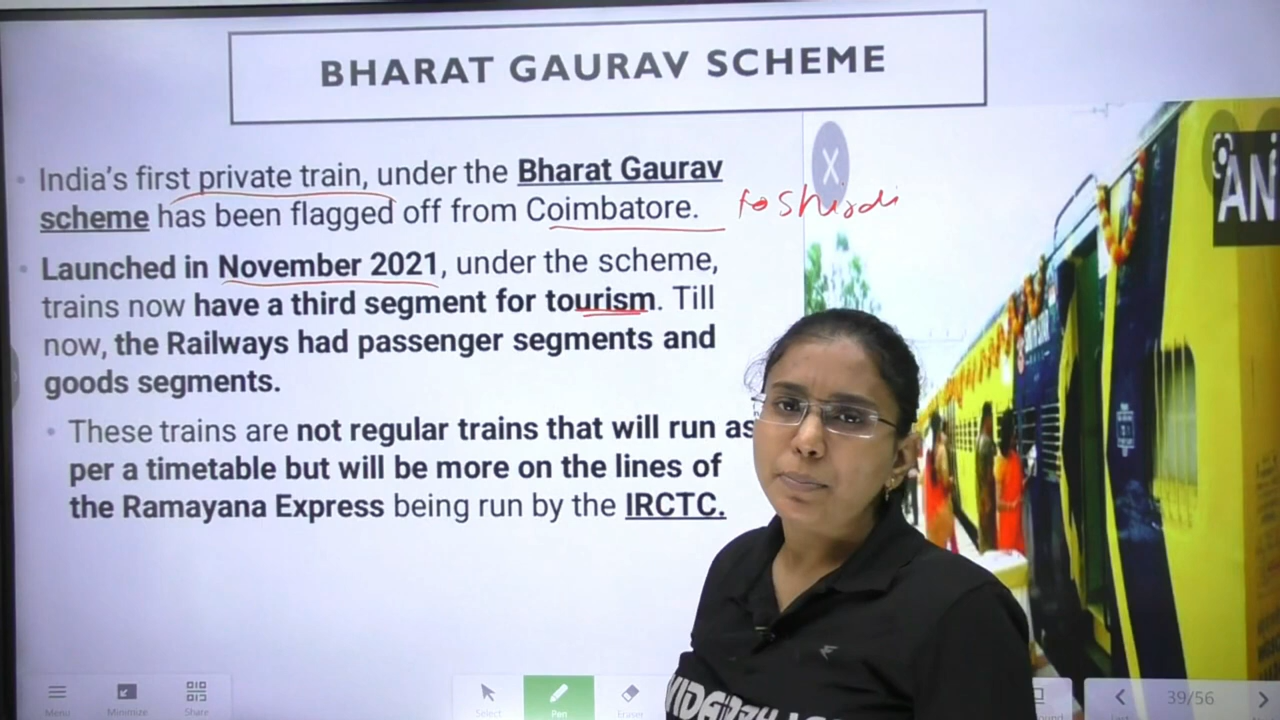 BHARAT GAURAV SCHEME
• India's first private train, under the Bharat Gaurav
scheme has been flagged off from Coimbatore. to Shirdi
• Launched in November 2021, under the scheme,
trains now have a third segment for tourism. Till
now, the Railways had passenger segments and
goods segments.
• These trains are not regular trains that will run as
per a timetable but will be more on the lines of
the Ramayana Express being run by the IRCTC.
X
ANI
Menu
Minimize
Share
Select
Pen
Eraser
39/56